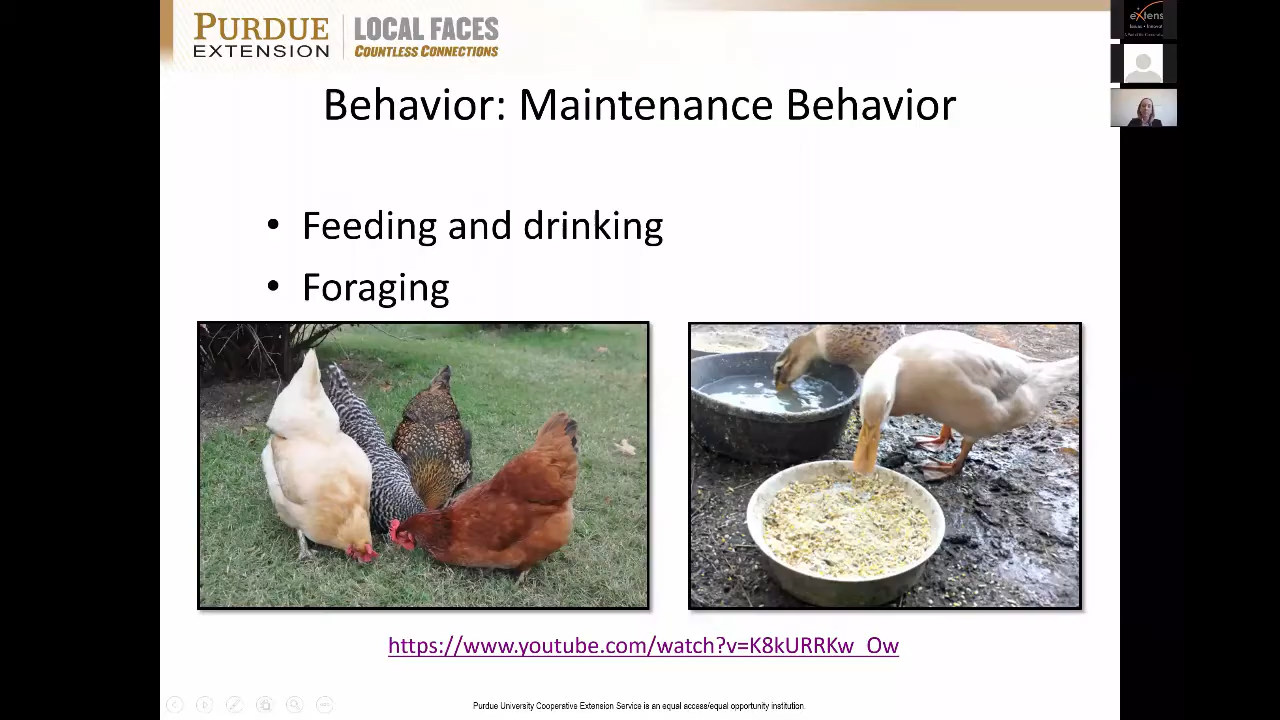 PURDUE
EXTENSION
LOCAL FACES
COUNTLESS CONNECTIONS
Behavior: Maintenance Behavior
• Feeding and drinking
• Foraging
https://www.youtube.com/watch?v=K8kURRKw_Ow
Purdue University Cooperative Extension Service is an equal access/equal opportunity institution.